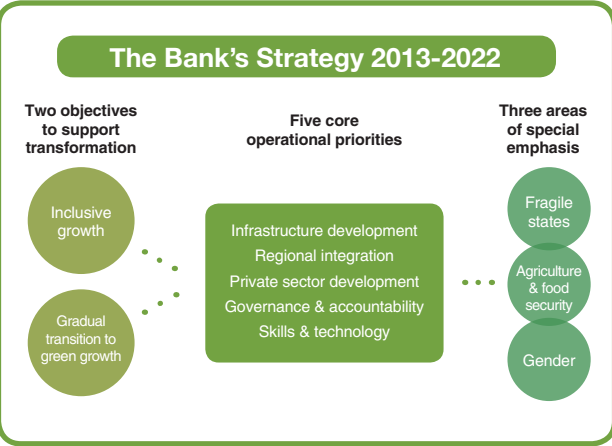 The Bank’s Strategy 2013-2022
Two objectives
to support
transformation
Inclusive
growth
Gradual
transition to
green growth
Five core
operational priorities
Infrastructure development
Regional integration
Private sector development
Governance & accountability
Skills & technology
Three areas
of special
emphasis
Fragile
states
Agriculture
& food
security
Gender